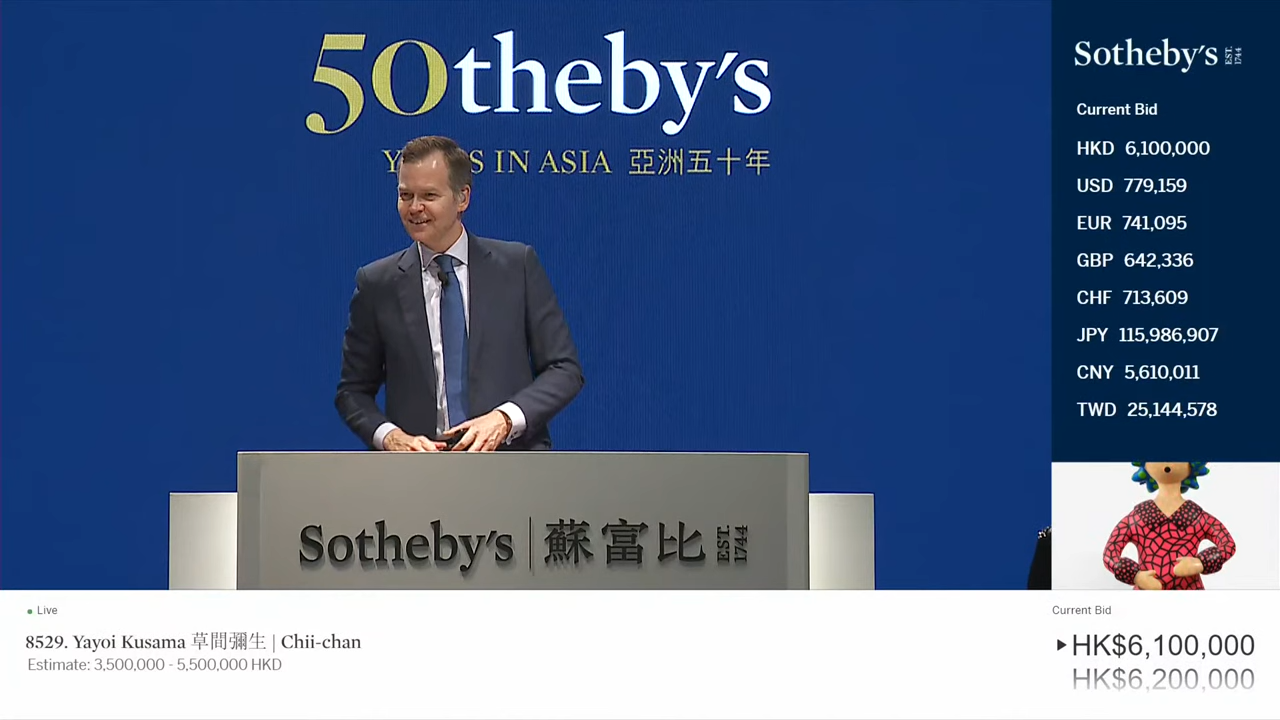 50theby's
YEARS IN ASIA 亞洲五十年
Sotheby's | 蘇富比 EST. 1744
Sotheby's EST. 1744
Current Bid
HKD 6,100,000
USD 779,159
EUR 741,095
GBP 642,336
CHF 713,609
JPY 115,986,907
CNY 5,610,011
TWD 25,144,578
Live
8529. Yayoi Kusama 草間彌生 | Chii-chan
Estimate: 3,500,000 - 5,500,000 HKD
Current Bid
HK$6,100,000
HK$6,200,000